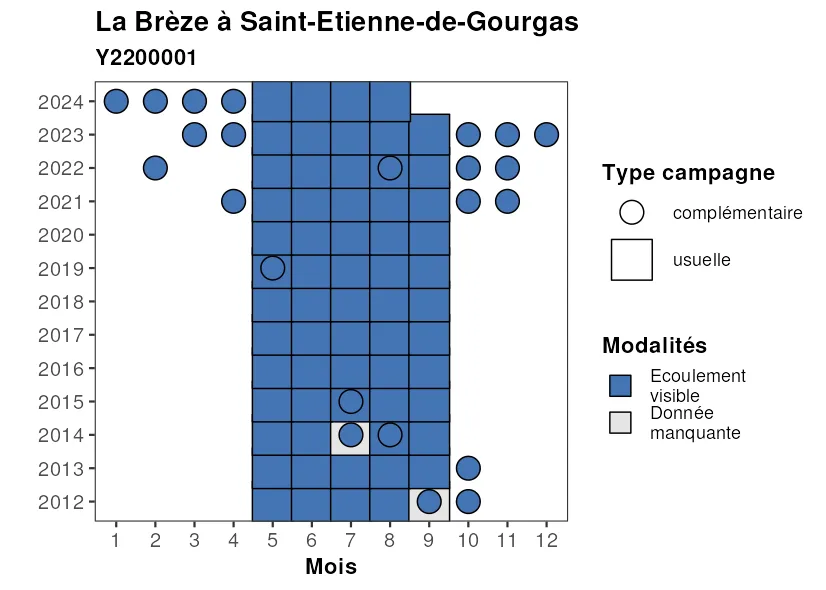 La Brèze à Saint-Etienne-de-Gourgas
Y2200001
2024
2023
2022
2021
2020
2019
2018
2017
2016
2015
2014
2013
2012
1 2 3 4 5 6 7 8 9 10 11 12
Mois
Type campagne
complémentaire
usuelle
Modalités
Ecoulement
visible
Donnée
manquante